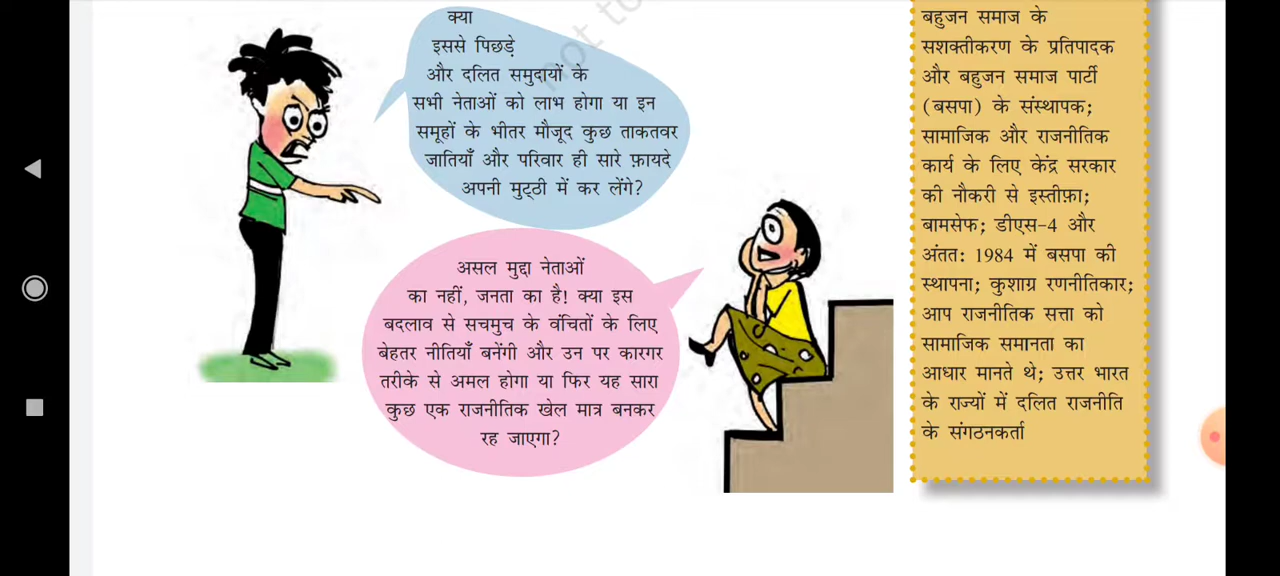 not to
क्या
इससे पिछड़े
और दलित समुदायों के
सभी नेताओं को लाभ होगा या इन
समूहों के भीतर मौजूद कुछ ताकतवर
जातियाँ और परिवार ही सारे फ़ायदे
अपनी मुट्ठी में कर लेंगे?
असल मुद्दा नेताओं
का नहीं, जनता का है! क्या इस
बदलाव से सचमुच के वंचितों के लिए
बेहतर नीतियाँ बनेंगी और उन पर कारगर
तरीके से अमल होगा या फिर यह सारा
कुछ एक राजनीतिक खेल मात्र बनकर
रह जाएगा?
बहुजन समाज के
सशक्तीकरण के प्रतिपादक
और बहुजन समाज पार्टी
(बसपा) के संस्थापक;
सामाजिक और राजनीतिक
कार्य के लिए केंद्र सरकार
की नौकरी से इस्तीफ़ा;
बामसेफ; डीएस-4 और
अंतत: 1984 में बसपा की
स्थापना; कुशाग्र रणनीतिकार;
आप राजनीतिक सत्ता को
सामाजिक समानता का
आधार मानते थे; उत्तर भारत
के राज्यों में दलित राजनीति
के संगठनकर्ता